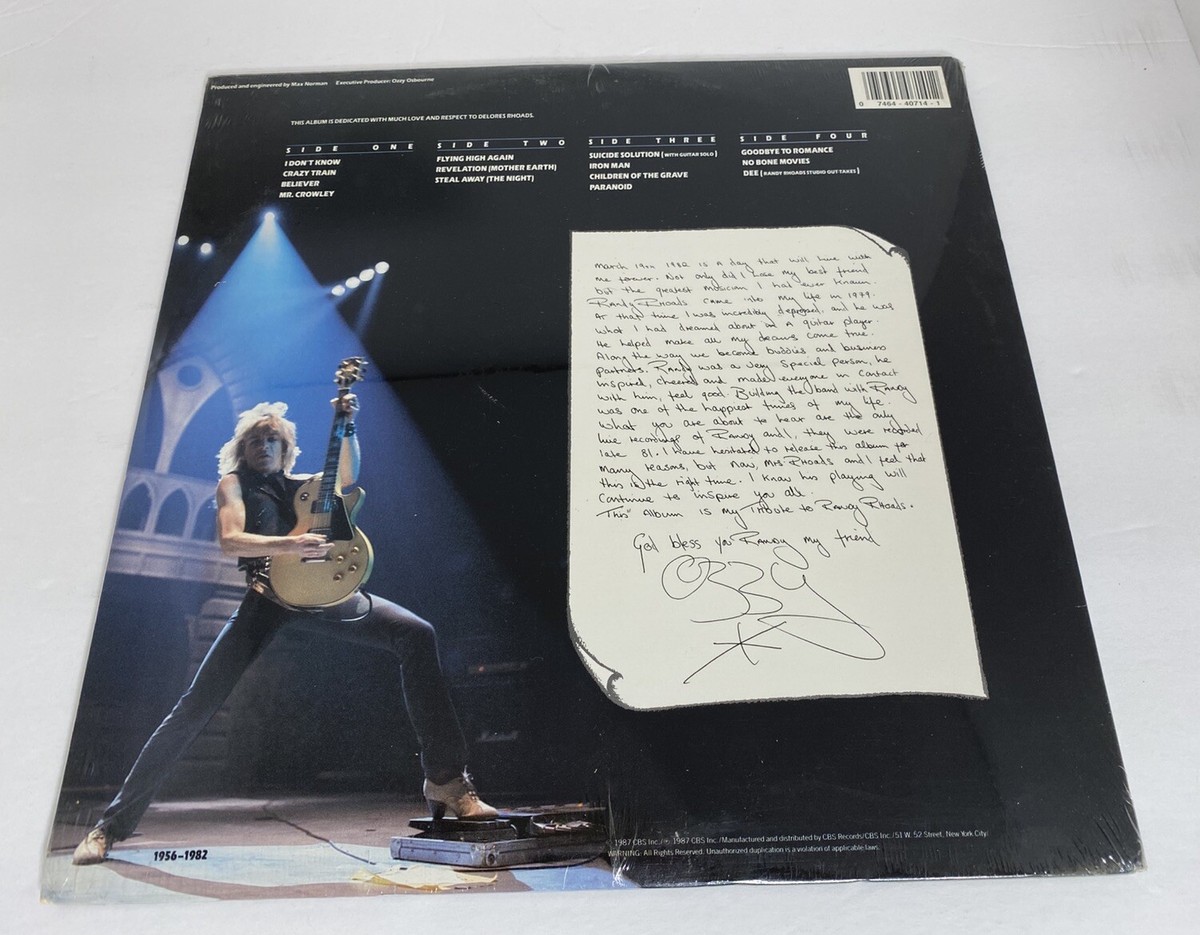 Produced and engineered by Max Norman Executive Producer: Ozzy Osbourne
0 7464-40714-1
THIS ALBUM IS DEDICATED WITH MUCH LOVE AND RESPECT TO DELORES RHOADS.
SIDE ONE
I DON'T KNOW
CRAZY TRAIN
BELIEVER
MR. CROWLEY
SIDE TWO
FLYING HIGH AGAIN
REVELATION (MOTHER EARTH)
STEAL AWAY (THE NIGHT)
SIDE THREE
SUICIDE SOLUTION (WITH GUITAR SOLO)
IRON MAN
CHILDREN OF THE GRAVE
PARANOID
SIDE FOUR
GOODBYE TO ROMANCE
NO BONE MOVIES
DEE (RANDY RHOADS STUDIO OUT-TAKES)
March 19th 1982 is a day that will live with
me forever. Not only did I lose my best friend
but the greatest musician I had ever known.
Randy Rhoads came into my life in 1979.
At that time I was incredibly depressed, and he was
what I had dreamed about in a guitar player.
He helped make all my dreams come true.
Along the way we became buddies and business
partners. Randy was a very special person, he
inspired, cheered and made everyone in contact
with him, feel good. Building the band with Randy
was one of the happiest times of my life.
What you are about to hear are the only
live recordings of Randy and I, they were recorded
late 81. I have hesitated to release this album for
many reasons, but now, Mrs Rhoads and I feel that
this is the right time. I know his playing will
continue to inspire you all.
This Album is my Tribute to Randy Rhoads.
God bless you Randy my friend
Ozzy
1956-1982
1987 CBS Inc./℗ 1987 CBS Inc./Manufactured and distributed by CBS Records/CBS Inc./51 W. 52 Street, New York City/
WARNING: All Rights Reserved. Unauthorized duplication is a violation of applicable laws.